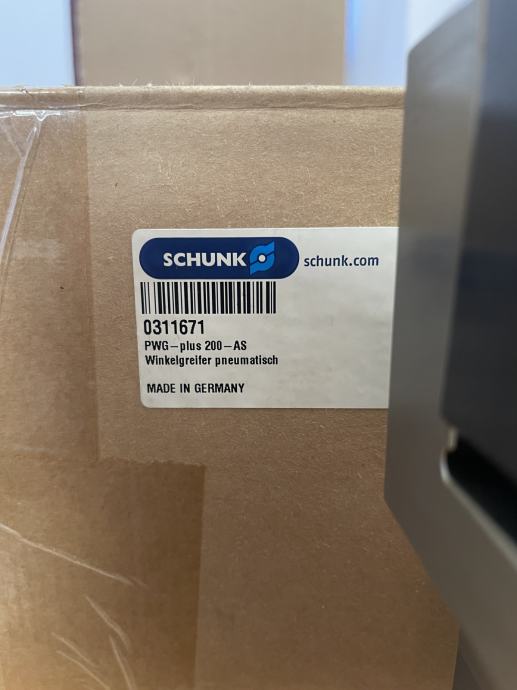 SCHUNK schunk.com
0311671
PWG-plus 200-AS
Winkelgreifer pneumatisch
MADE IN GERMANY